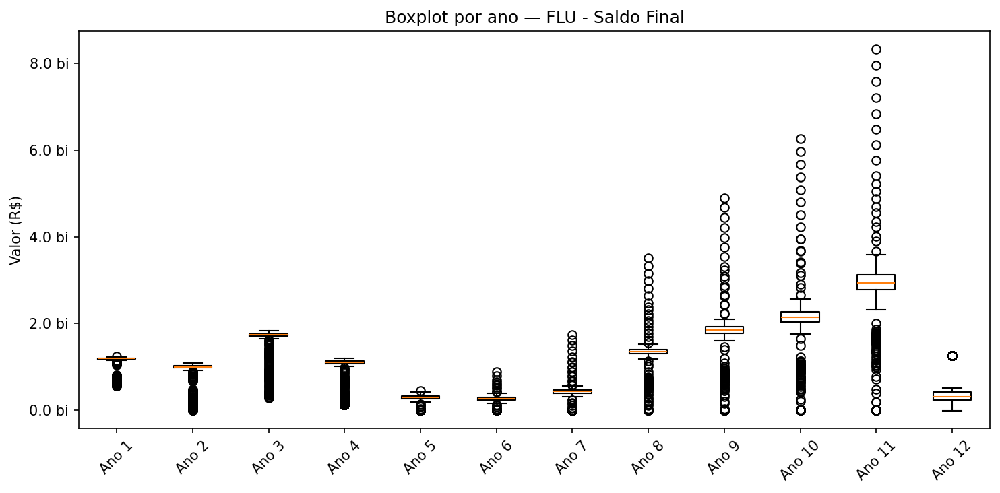 Boxplot por ano — FLU - Saldo Final
Valor (R$)
8.0 bi
6.0 bi
4.0 bi
2.0 bi
0.0 bi
Ano 1
Ano 2
Ano 3
Ano 4
Ano 5
Ano 6
Ano 7
Ano 8
Ano 9
Ano 10
Ano 11
Ano 12